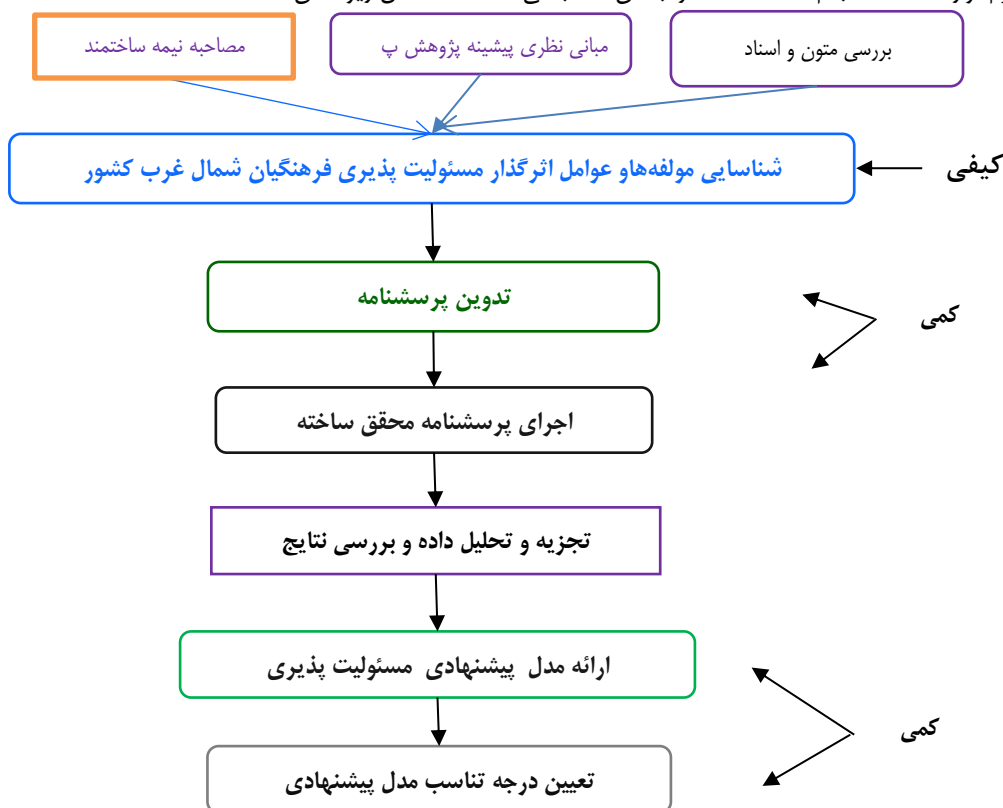 بررسی متون و اسناد
مبانی نظری پیشینه پژوهش پ
مصاحبه نیمه ساختمند
شناسایی مولفه‌هاو عوامل اثرگذار مسئولیت پذیری فرهنگیان شمال غرب کشور
کیفی
تدوین پرسشنامه
کمی
اجرای پرسشنامه محقق ساخته
تجزیه و تحلیل داده و بررسی نتایج
ارائه مدل پیشنهادی مسئولیت پذیری
کمی
تعیین درجه تناسب مدل پیشنهادی